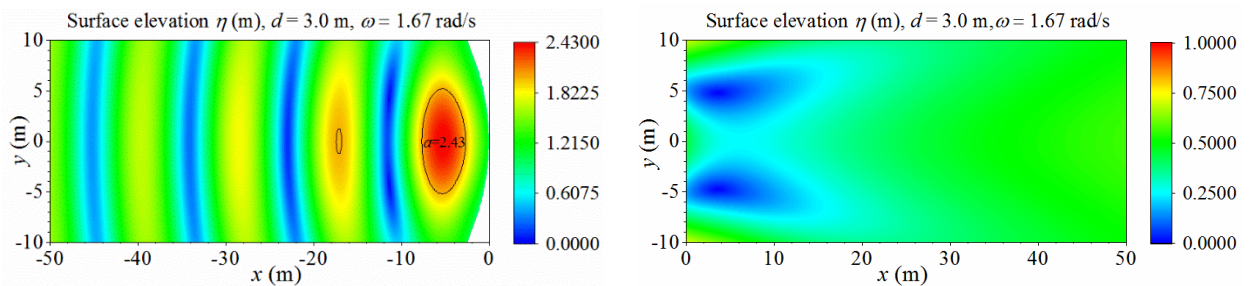 Surface elevation η (m), d = 3.0 m, ω = 1.67 rad/s
10
5
0
-5
-10
y (m)
-50 -40 -30 -20 -10 0
x (m)
a=2.43
2.4300
1.8225
1.2150
0.6075
0.0000
Surface elevation η (m), d = 3.0 m,ω = 1.67 rad/s
10
5
0
-5
-10
y (m)
0 10 20 30 40 50
x (m)
1.0000
0.7500
0.5000
0.2500
0.0000